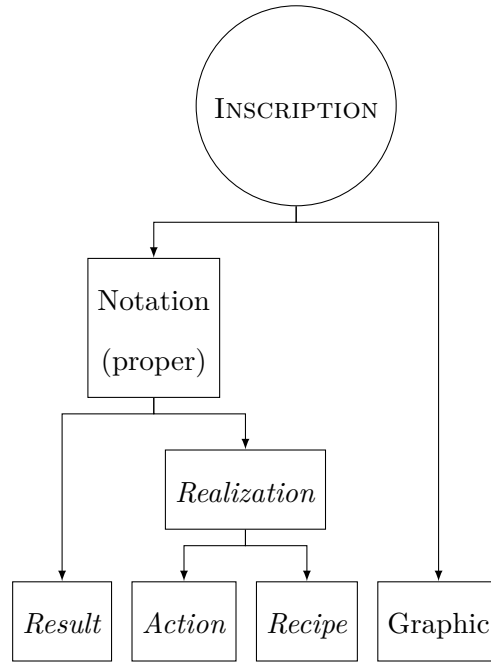 INSCRIPTION
Notation
(proper)
Realization
Result
Action
Recipe
Graphic